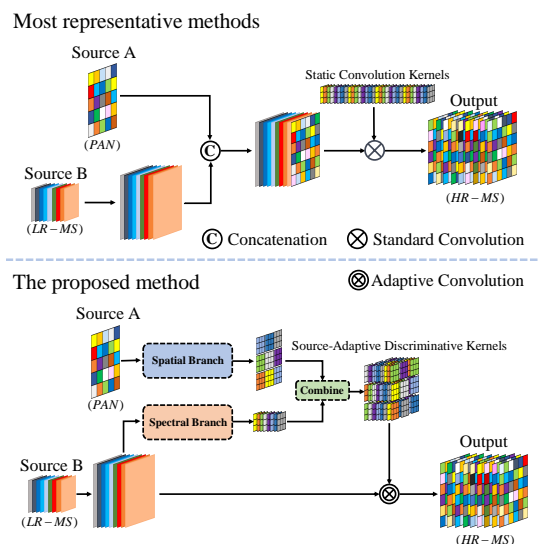 Most representative methods
Source A
(PAN)
Source B
(LR – MS)
C
Static Convolution Kernels
Output
(HR – MS)
C Concatenation
Standard Convolution
The proposed method
Adaptive Convolution
Source A
(PAN)
Spatial Branch
Source-Adaptive Discriminative Kernels
Combine
Spectral Branch
Source B
(LR – MS)
Output
(HR – MS)